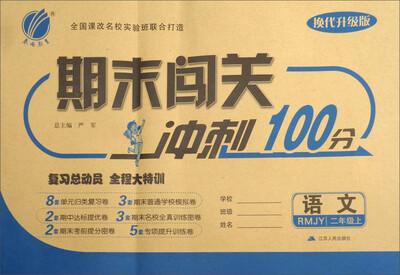 春雨教育
全国课改名校实验班联合打造
换代升级版
期末闯关
冲刺100分
总主编 严军
复习总动员 全程大特训
8套单元归类复习卷 3套期末普通学校模拟卷
2套期中达标提优卷 3套期末名校全真训练密卷
2套期末考前提分密卷 5套专项提升训练卷
学校:
班级:
姓名:
语文
RMJY 二年级上
江苏人民出版社